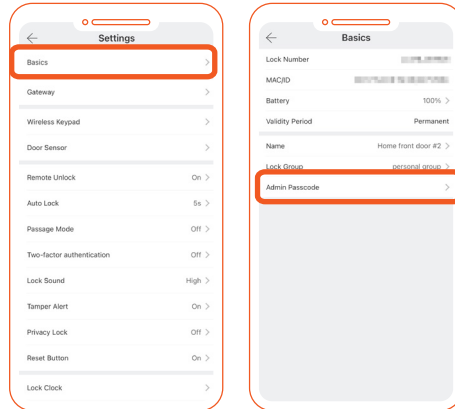 Settings
Basics
Gateway
Wireless Keypad
Door Sensor
Remote Unlock On
Auto Lock 5s
Passage Mode Off
Two-factor authentication Off
Lock Sound High
Tamper Alert On
Privacy Lock Off
Reset Button On
Lock Clock
Basics
Lock Number
MAC/ID
Battery 100%
Validity Period Permanent
Name Home front door #2
Lock Group personal group
Admin Passcode